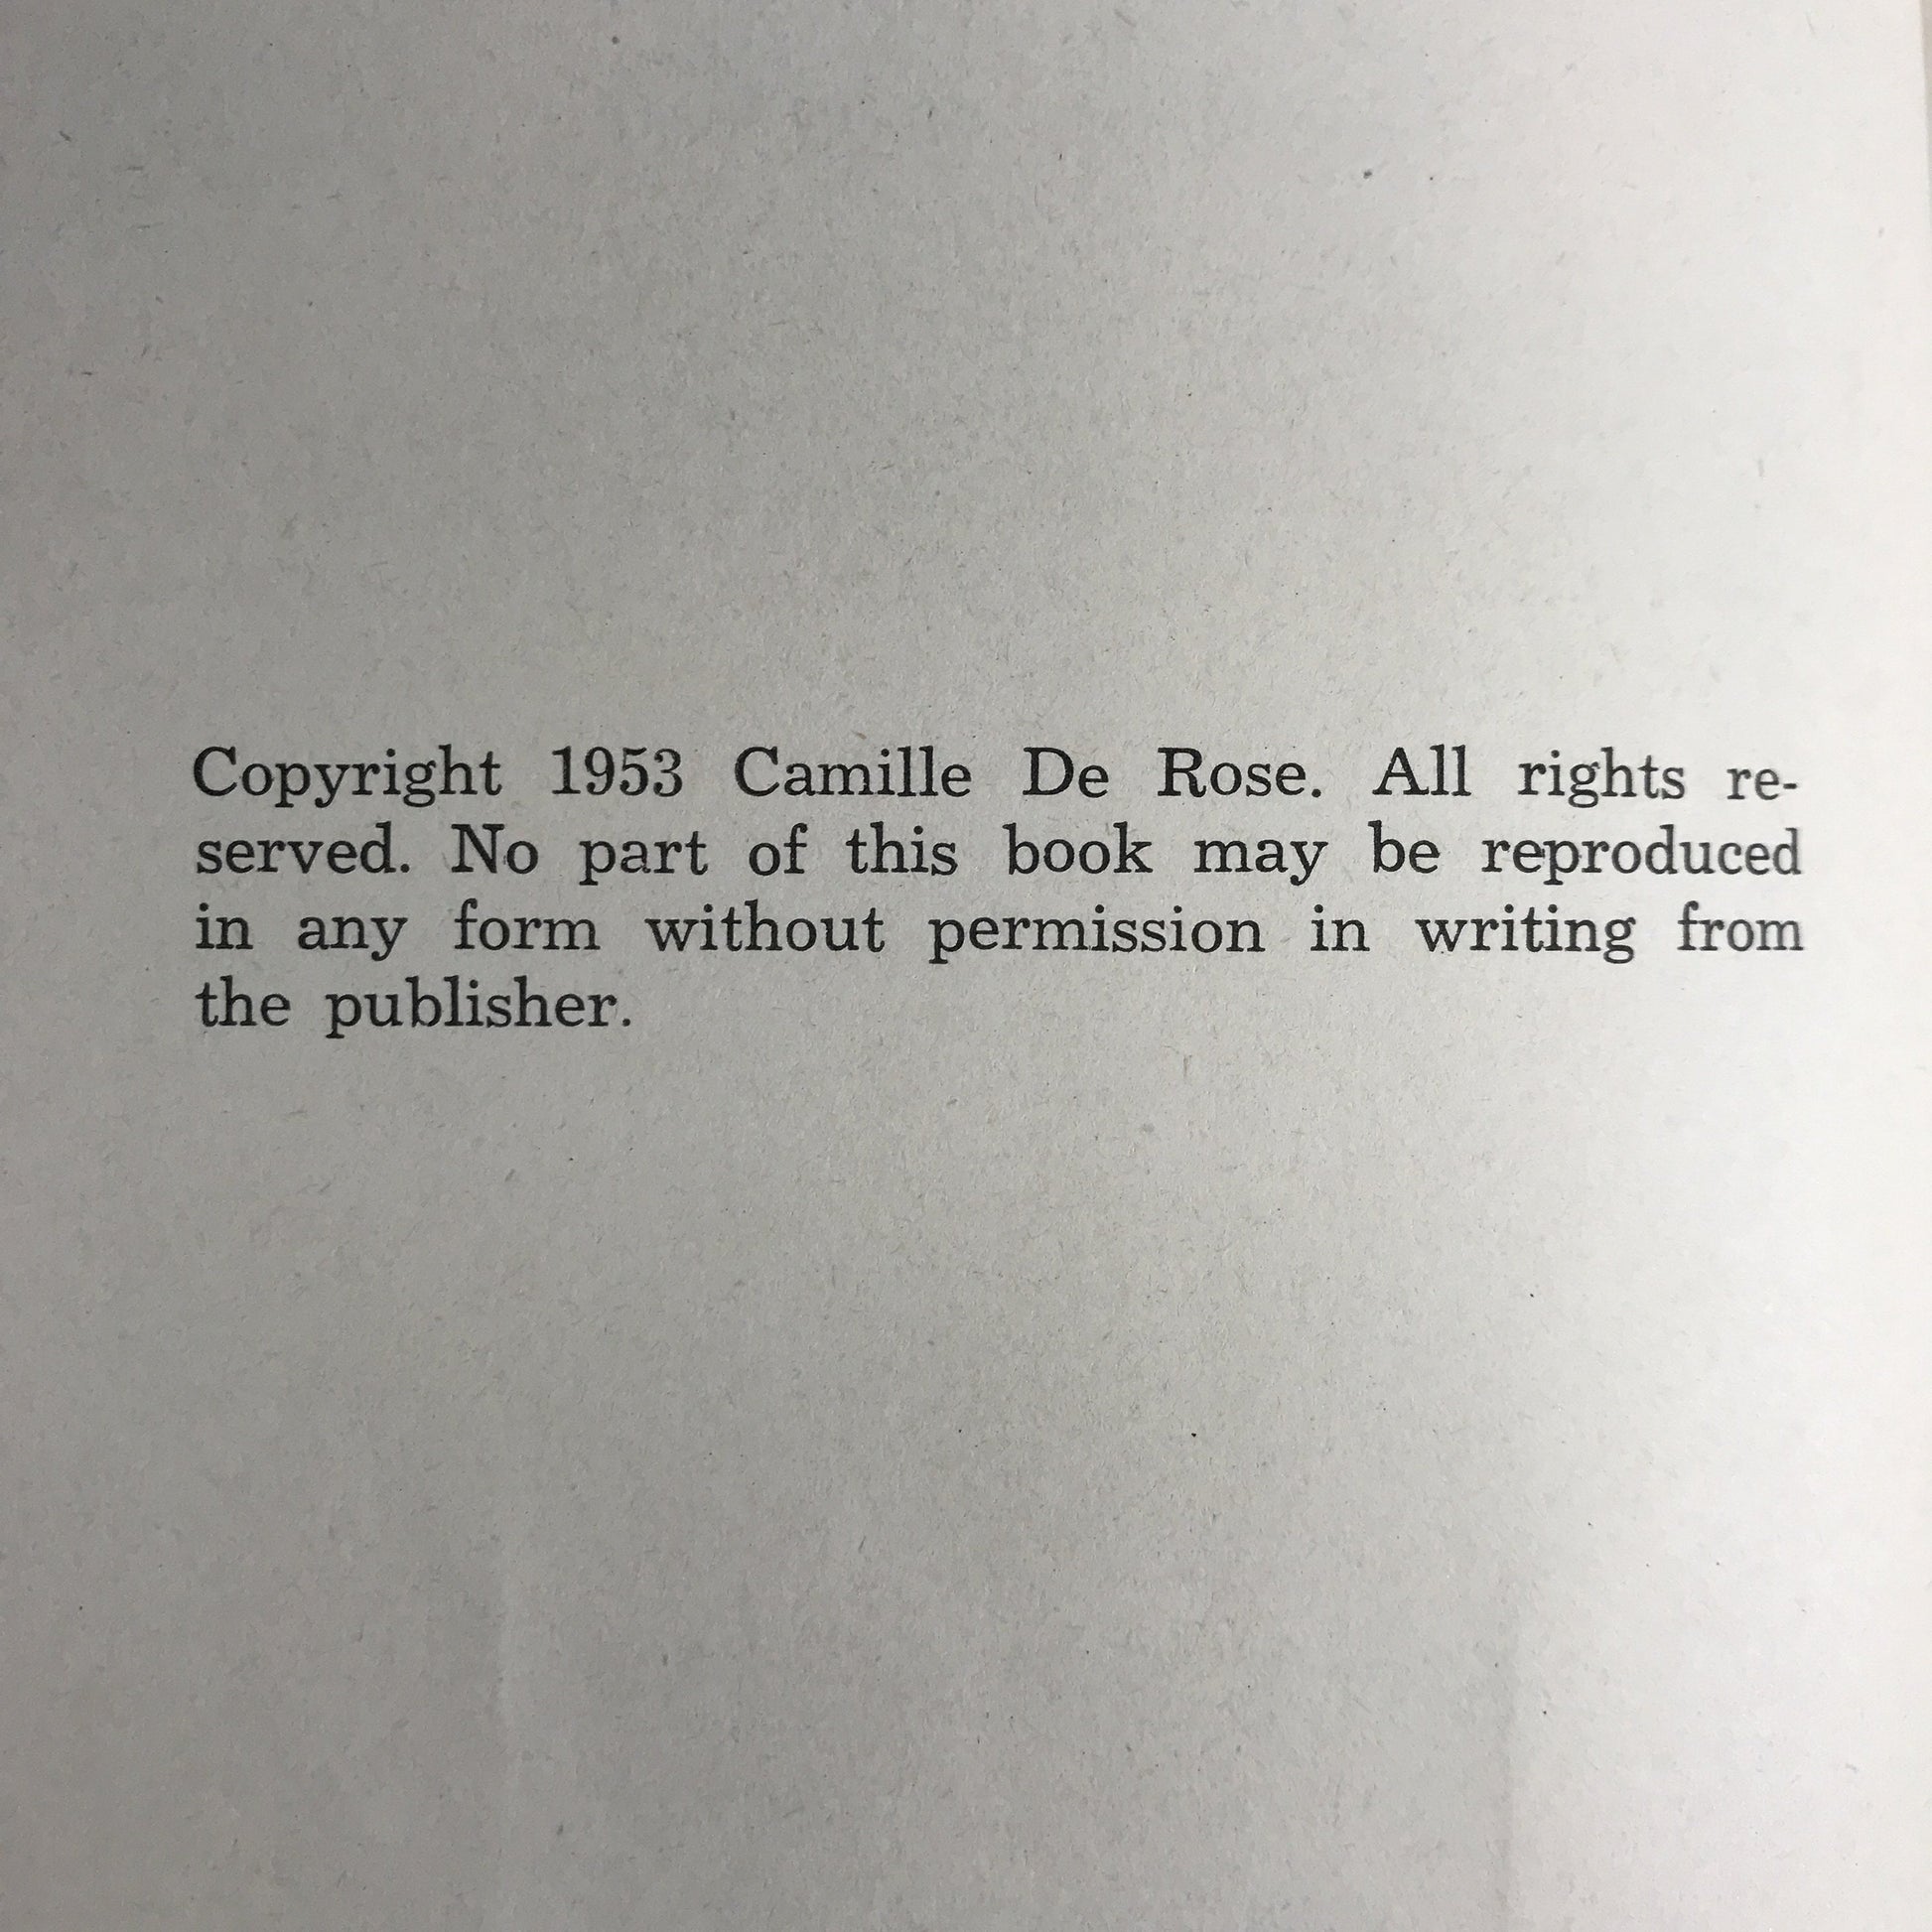 Copyright 1953 Camille De Rose. All rights re-
served. No part of this book may be reproduced
in any form without permission in writing from
the publisher.